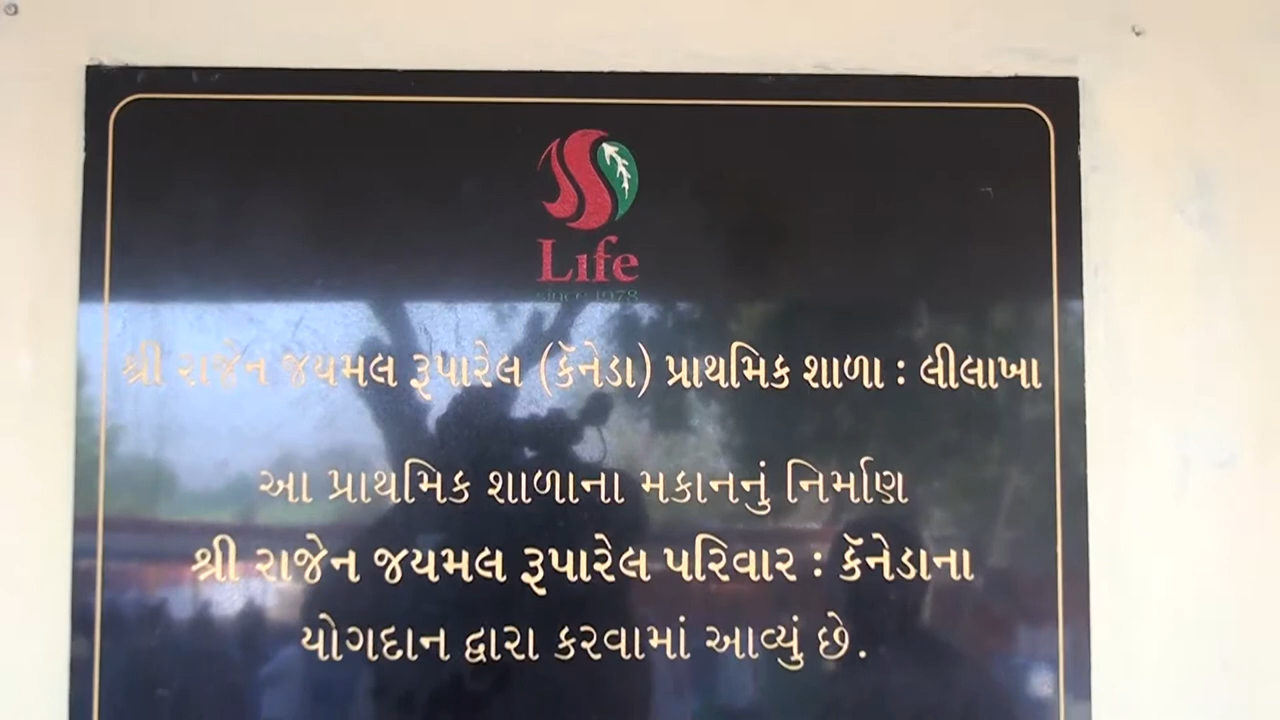 Life
since 1978
શ્રી રાજેન જયમલ રૂપારેલ (કૅનેડા) પ્રાથમિક શાળા : લીલાખા
આ પ્રાથમિક શાળાના મકાનનું નિર્માણ
શ્રી રાજેન જયમલ રૂપારેલ પરિવાર : કૅનેડાના
યોગદાન દ્વારા કરવામાં આવ્યું છે.